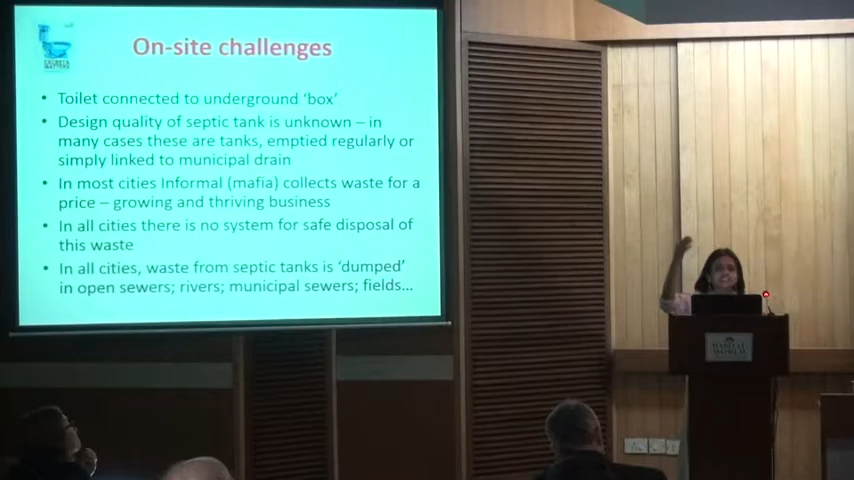 EXCRETA
MATTERS
On-site challenges
• Toilet connected to underground ‘box’
• Design quality of septic tank is unknown – in
many cases these are tanks, emptied regularly or
simply linked to municipal drain
• In most cities Informal (mafia) collects waste for a
price – growing and thriving business
• In all cities there is no system for safe disposal of
this waste
• In all cities, waste from septic tanks is ‘dumped’
in open sewers; rivers; municipal sewers; fields...
HABITAT
WORLD